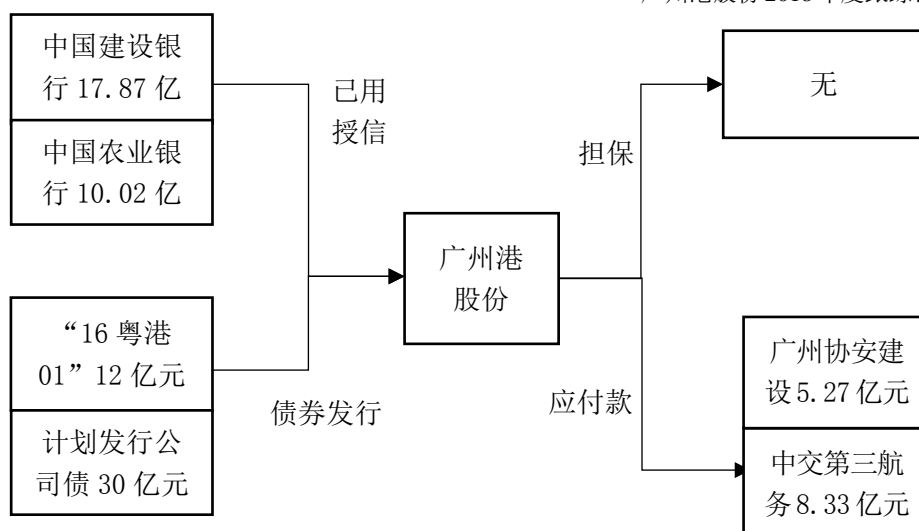 中国建设银
行 17.87 亿
中国农业银
行 10.02 亿
已用
授信
无
担保
广州港
股份
“16 粤港
01” 12 亿元
计划发行公
司债 30 亿元
债券发行
应付款
广州协安建
设 5.27 亿元
中交第三航
务 8.33 亿元